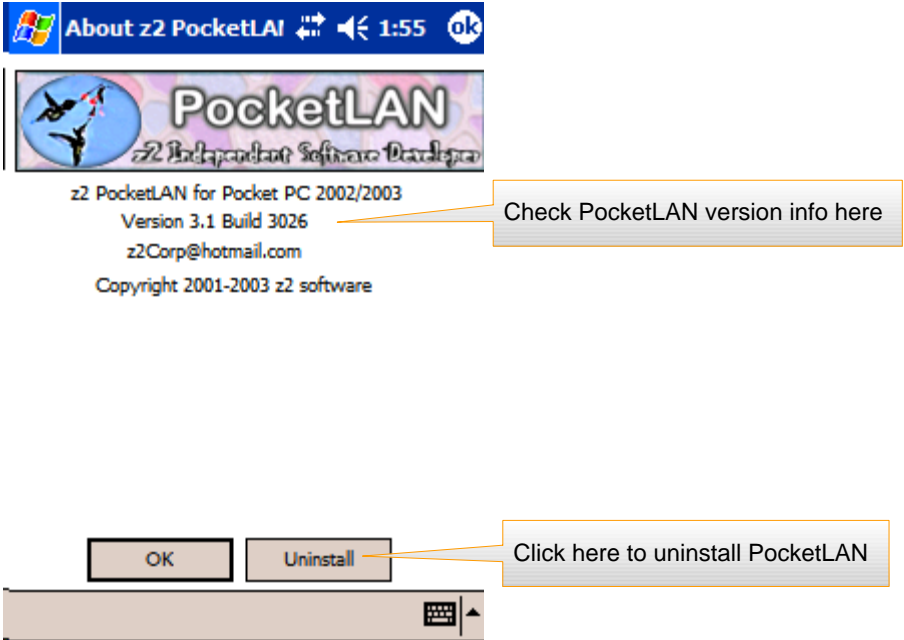 About z2 PocketLAN 1:55 ok
PocketLAN
z2 Independent Software Developer
z2 PocketLAN for Pocket PC 2002/2003
Version 3.1 Build 3026
Check PocketLAN version info here
z2Corp@hotmail.com
Copyright 2001-2003 z2 software
OK
Uninstall
Click here to uninstall PocketLAN